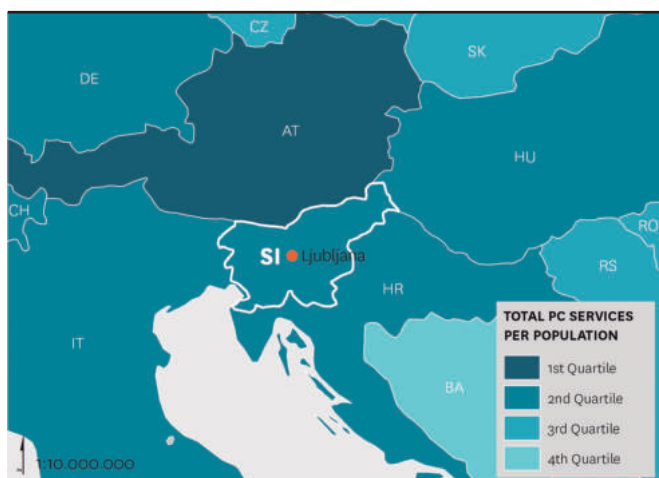 CZ
SK
DE
AT
HU
CH
RO
SI
Ljubljana
RS
HR
IT
BA
TOTAL PC SERVICES
PER POPULATION
1st Quartile
2nd Quartile
3rd Quartile
4th Quartile
1:10.000.000